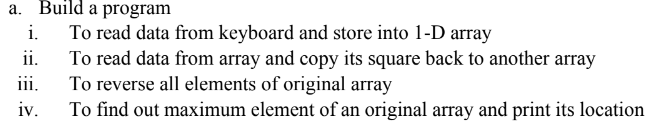 a. Build a program
i. To read data from keyboard and store into 1-D array
ii. To read data from array and copy its square back to another array
iii. To reverse all elements of original array
iv. To find out maximum element of an original array and print its location